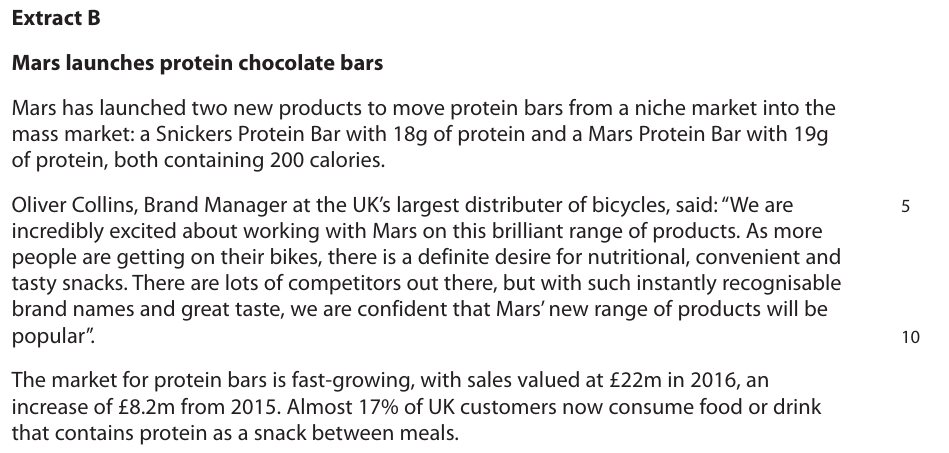 Extract B
Mars launches protein chocolate bars
Mars has launched two new products to move protein bars from a niche market into the
mass market: a Snickers Protein Bar with 18g of protein and a Mars Protein Bar with 19g
of protein, both containing 200 calories.
Oliver Collins, Brand Manager at the UK's largest distributer of bicycles, said: “We are 5
incredibly excited about working with Mars on this brilliant range of products. As more
people are getting on their bikes, there is a definite desire for nutritional, convenient and
tasty snacks. There are lots of competitors out there, but with such instantly recognisable
brand names and great taste, we are confident that Mars’ new range of products will be
popular”. 10
The market for protein bars is fast-growing, with sales valued at £22m in 2016, an
increase of £8.2m from 2015. Almost 17% of UK customers now consume food or drink
that contains protein as a snack between meals.